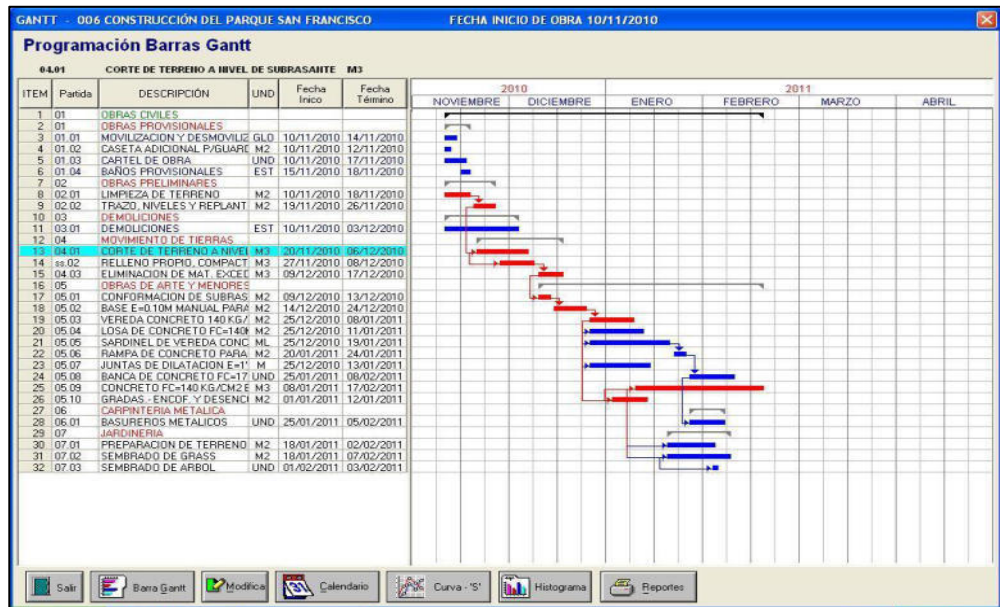 GANTT - 006 CONSTRUCCIÓN DEL PARQUE SAN FRANCISCO FECHA INICIO DE OBRA 10/11/2010
Programación Barras Gantt
04.01 CORTE DE TERRENO A NIVEL DE SUBRASANTE M3
ITEM Partida DESCRIPCIÓN UND Fecha Inico Fecha Término
2010 2011
NOVIEMBRE DICIEMBRE ENERO FEBRERO MARZO ABRIL
1 01 OBRAS CIVILES
2 01 OBRAS PROVISIONALES
3 01.01 MOVILIZACION Y DESMOVILIZ GLO 10/11/2010 14/11/2010
4 01.02 CASETA ADICIONAL P/GUARD M2 10/11/2010 12/11/2010
5 01.03 CARTEL DE OBRA UND 10/11/2010 17/11/2010
6 01.04 BAÑOS PROVISIONALES EST 15/11/2010 18/11/2010
7 02 OBRAS PRELIMINARES
8 02.01 LIMPIEZA DE TERRENO M2 10/11/2010 18/11/2010
9 02.02 TRAZO, NIVELES Y REPLANT M2 19/11/2010 26/11/2010
10 03 DEMOLICIONES
11 03.01 DEMOLICIONES EST 10/11/2010 03/12/2010
12 04 MOVIMIENTO DE TIERRAS
13 04.01 CORTE DE TERRENO A NIVEL M3 20/11/2010 06/12/2010
14 ss.02 RELLENO PROPIO, COMPACT M3 27/11/2010 08/12/2010
15 04.03 ELIMINACION DE MAT. EXCED M3 09/12/2010 17/12/2010
16 05 OBRAS DE ARTE Y MENORES
17 05.01 CONFORMACION DE SUBRAS M2 09/12/2010 13/12/2010
18 05.02 BASE E=0.10M MANUAL PARA M2 14/12/2010 24/12/2010
19 05.03 VEREDA CONCRETO 140 KG/ M2 25/12/2010 08/01/2011
20 05.04 LOSA DE CONCRETO FC=140K M2 25/12/2010 11/01/2011
21 05.05 SARDINEL DE VEREDA CONC ML 25/12/2010 19/01/2011
22 05.06 RAMPA DE CONCRETO PARA M2 20/01/2011 24/01/2011
23 05.07 JUNTAS DE DILATACION E=1" M 25/12/2010 13/01/2011
24 05.08 BANCA DE CONCRETO FC=17 UND 25/01/2011 08/02/2011
25 05.09 CONCRETO FC=140 KG/CM2 E M3 08/01/2011 17/02/2011
26 05.10 GRADAS.- ENCOF. Y DESENC M2 01/01/2011 12/01/2011
27 06 CARPINTERIA METALICA
28 06.01 BASUREROS METALICOS UND 25/01/2011 05/02/2011
29 07 JARDINERIA
30 07.01 PREPARACION DE TERRENO M2 18/01/2011 02/02/2011
31 07.02 SEMBRADO DE GRASS M2 18/01/2011 07/02/2011
32 07.03 SEMBRADO DE ARBOL UND 01/02/2011 03/02/2011
Salir Barra Gantt Modifica Calendario Curva - 'S' Histograma Reportes